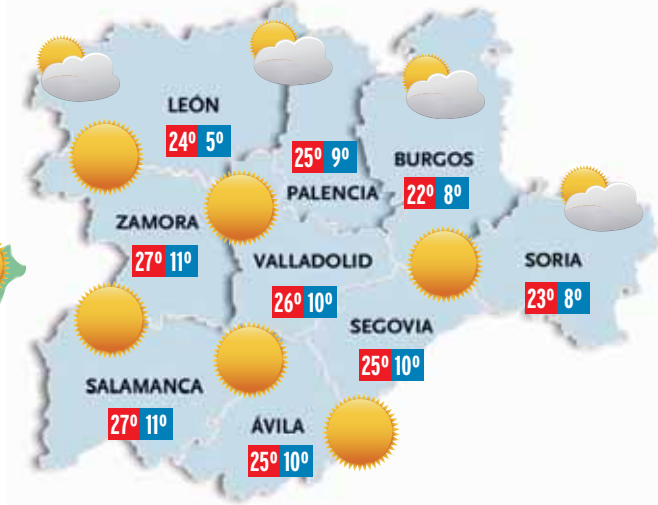 LEÓN
24º 5º
25º 9º
PALENCIA
BURGOS
22º 8º
ZAMORA
27º 11º
VALLADOLID
26º 10º
SORIA
23º 8º
SEGOVIA
25º 10º
SALAMANCA
27º 11º
ÁVILA
25º 10º